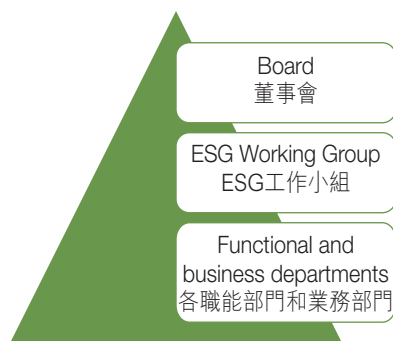 Board
董事會
ESG Working Group
ESG工作小組
Functional and
business departments
各職能部門和業務部門